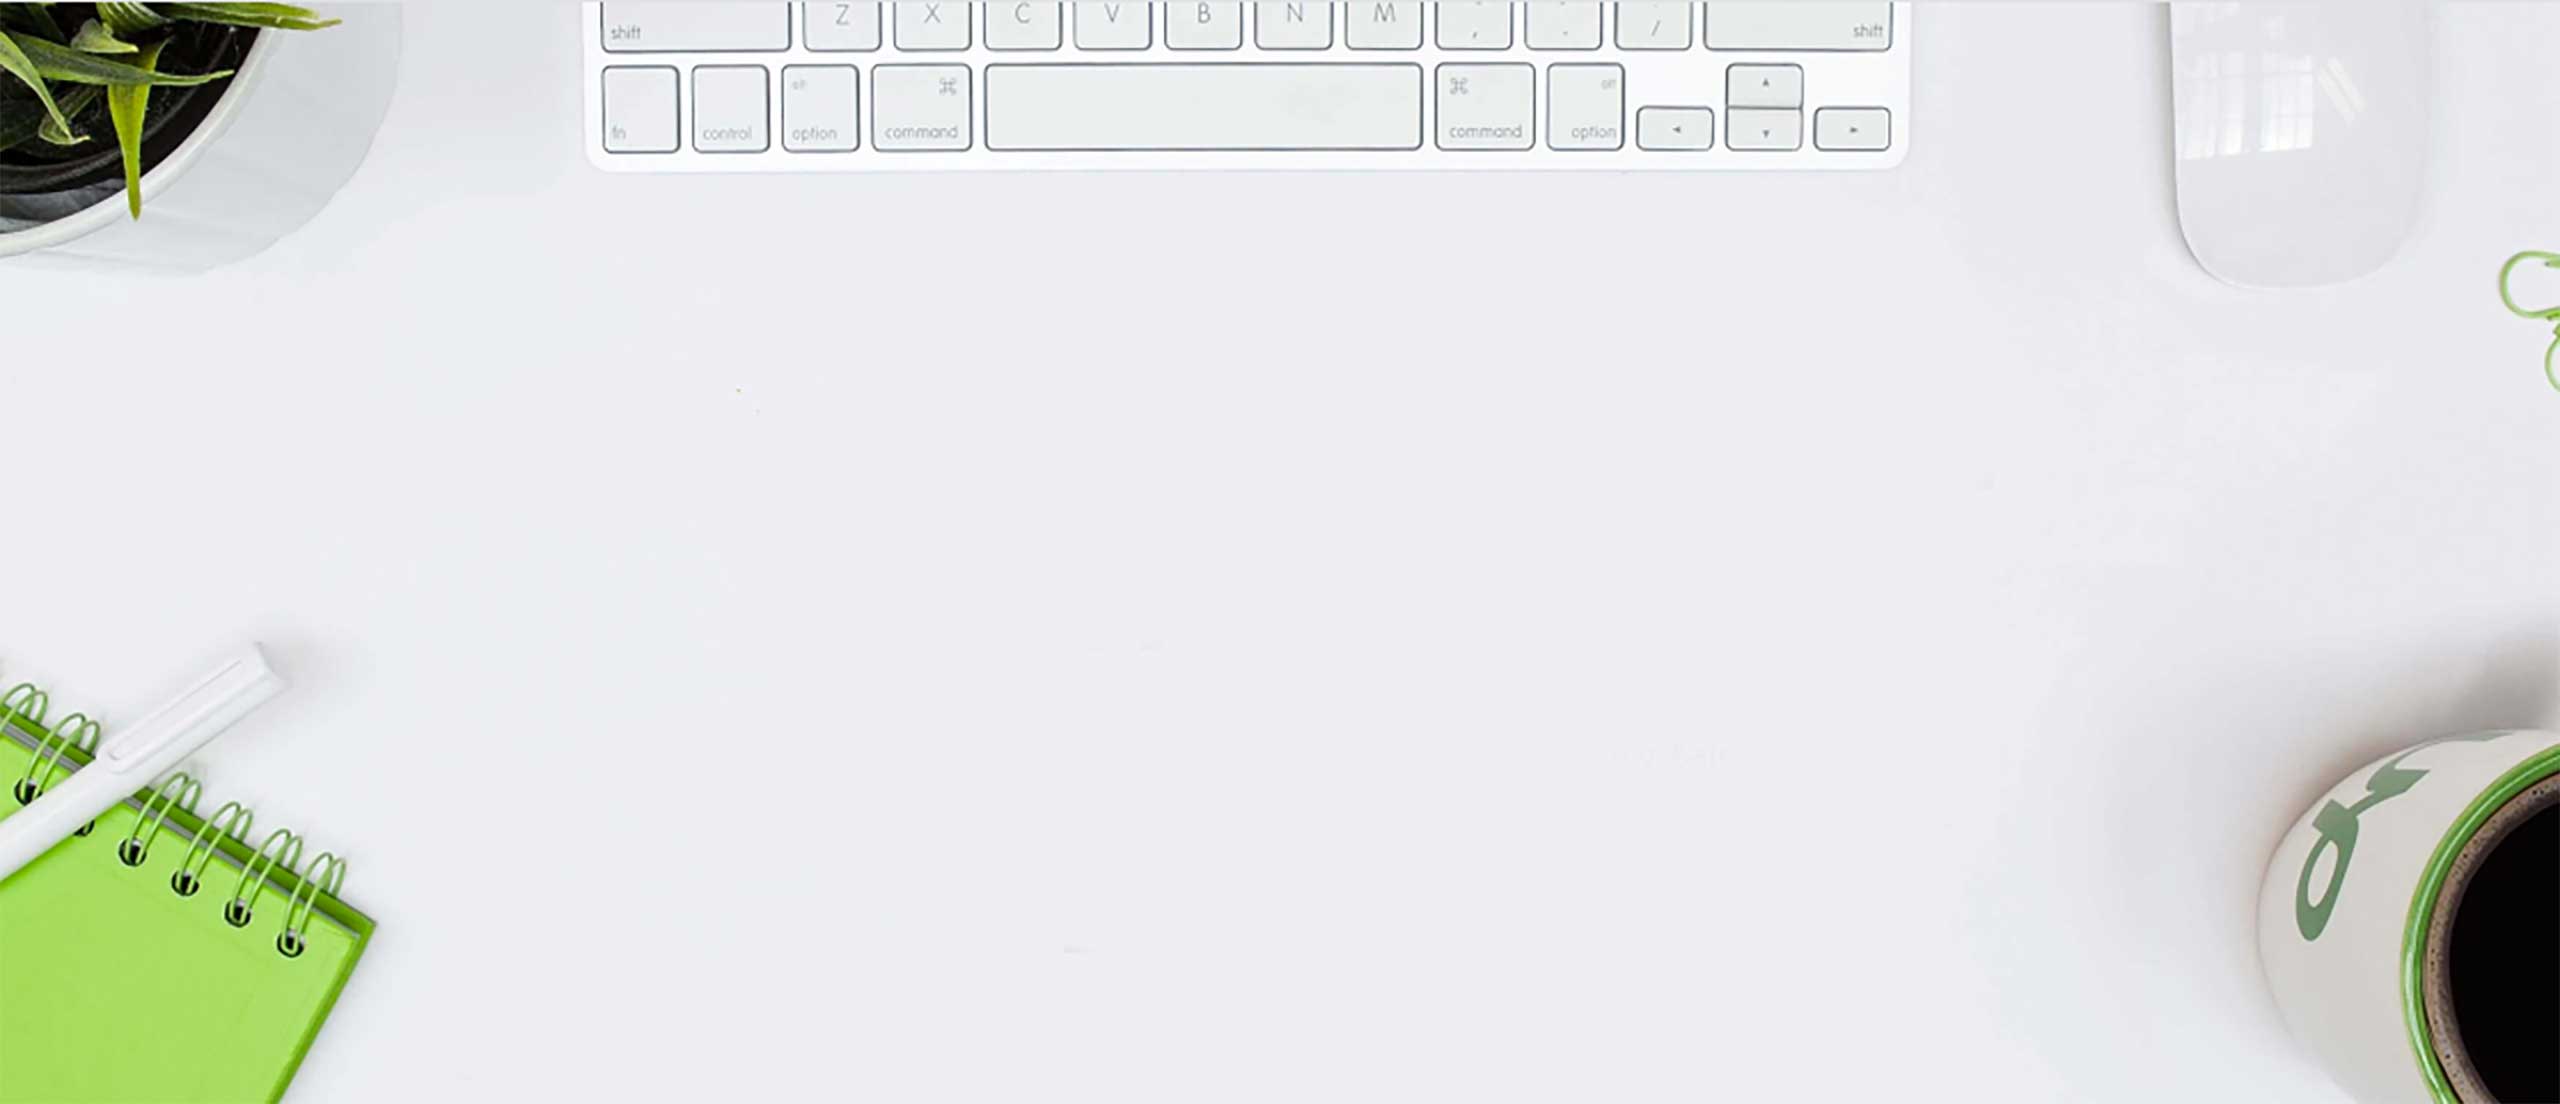 shift Z X C V B N M , . / shift
alt ⌘ ⌘ alt
fn control option command command option